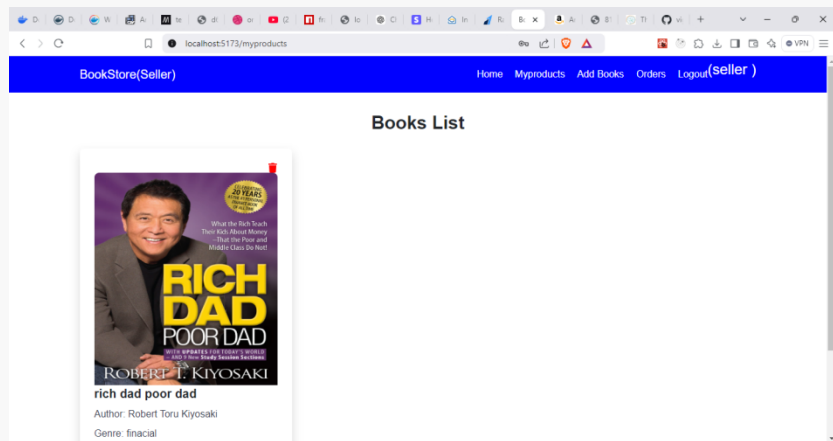 localhost:5173/myproducts
VPN
BookStore(Seller)
Home Myproducts Add Books Orders Logout(seller )
Books List
CELEBRATING
20 YEARS
What the Rich Teach
Their Kids About Money
–That the Poor and
Middle Class Do Not!
RICH
DAD
POOR DAD
WITH UPDATES FOR TODAY'S WORLD
– AND 9 New Study Session Sections
ROBERT T. KIYOSAKI
rich dad poor dad
Author: Robert Toru Kiyosaki
Genre: finacial